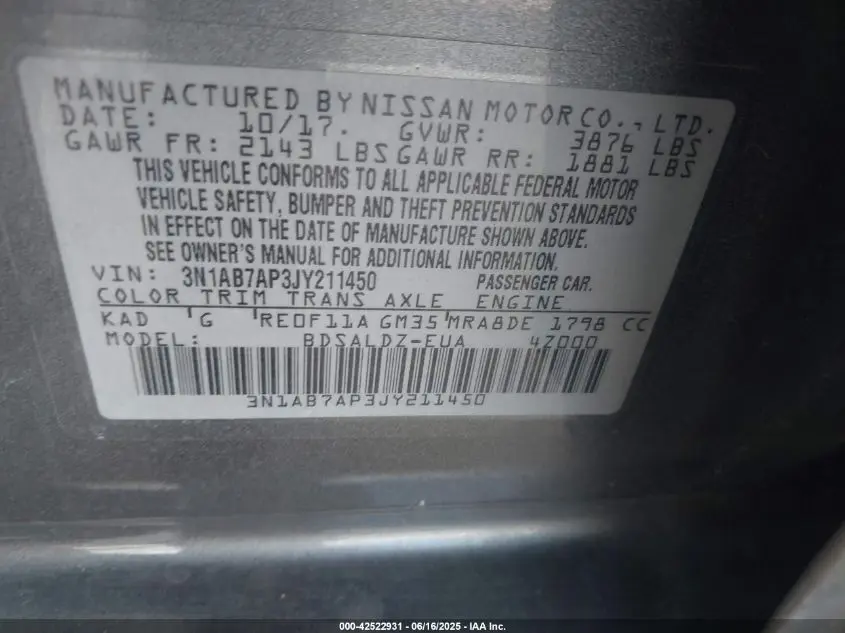 MANUFACTURED BY NISSAN MOTOR CO., LTD.
DATE: 10/17. GVWR: 3876 LBS
GAWR FR: 2143 LBS GAWR RR: 1881 LBS
THIS VEHICLE CONFORMS TO ALL APPLICABLE FEDERAL MOTOR
VEHICLE SAFETY, BUMPER AND THEFT PREVENTION STANDARDS
IN EFFECT ON THE DATE OF MANUFACTURE SHOWN ABOVE.
SEE OWNER'S MANUAL FOR ADDITIONAL INFORMATION.
VIN: 3N1AB7AP3JY211450 PASSENGER CAR.
COLOR TRIM TRANS AXLE ENGINE
KAD G RE0F11A GM35 MRA8DE 1798 CC
MODEL: BDSALDZ-EUA 4Z000
3N1AB7AP3JY211450
000-42522931 - 06/16/2025 - IAA Inc.